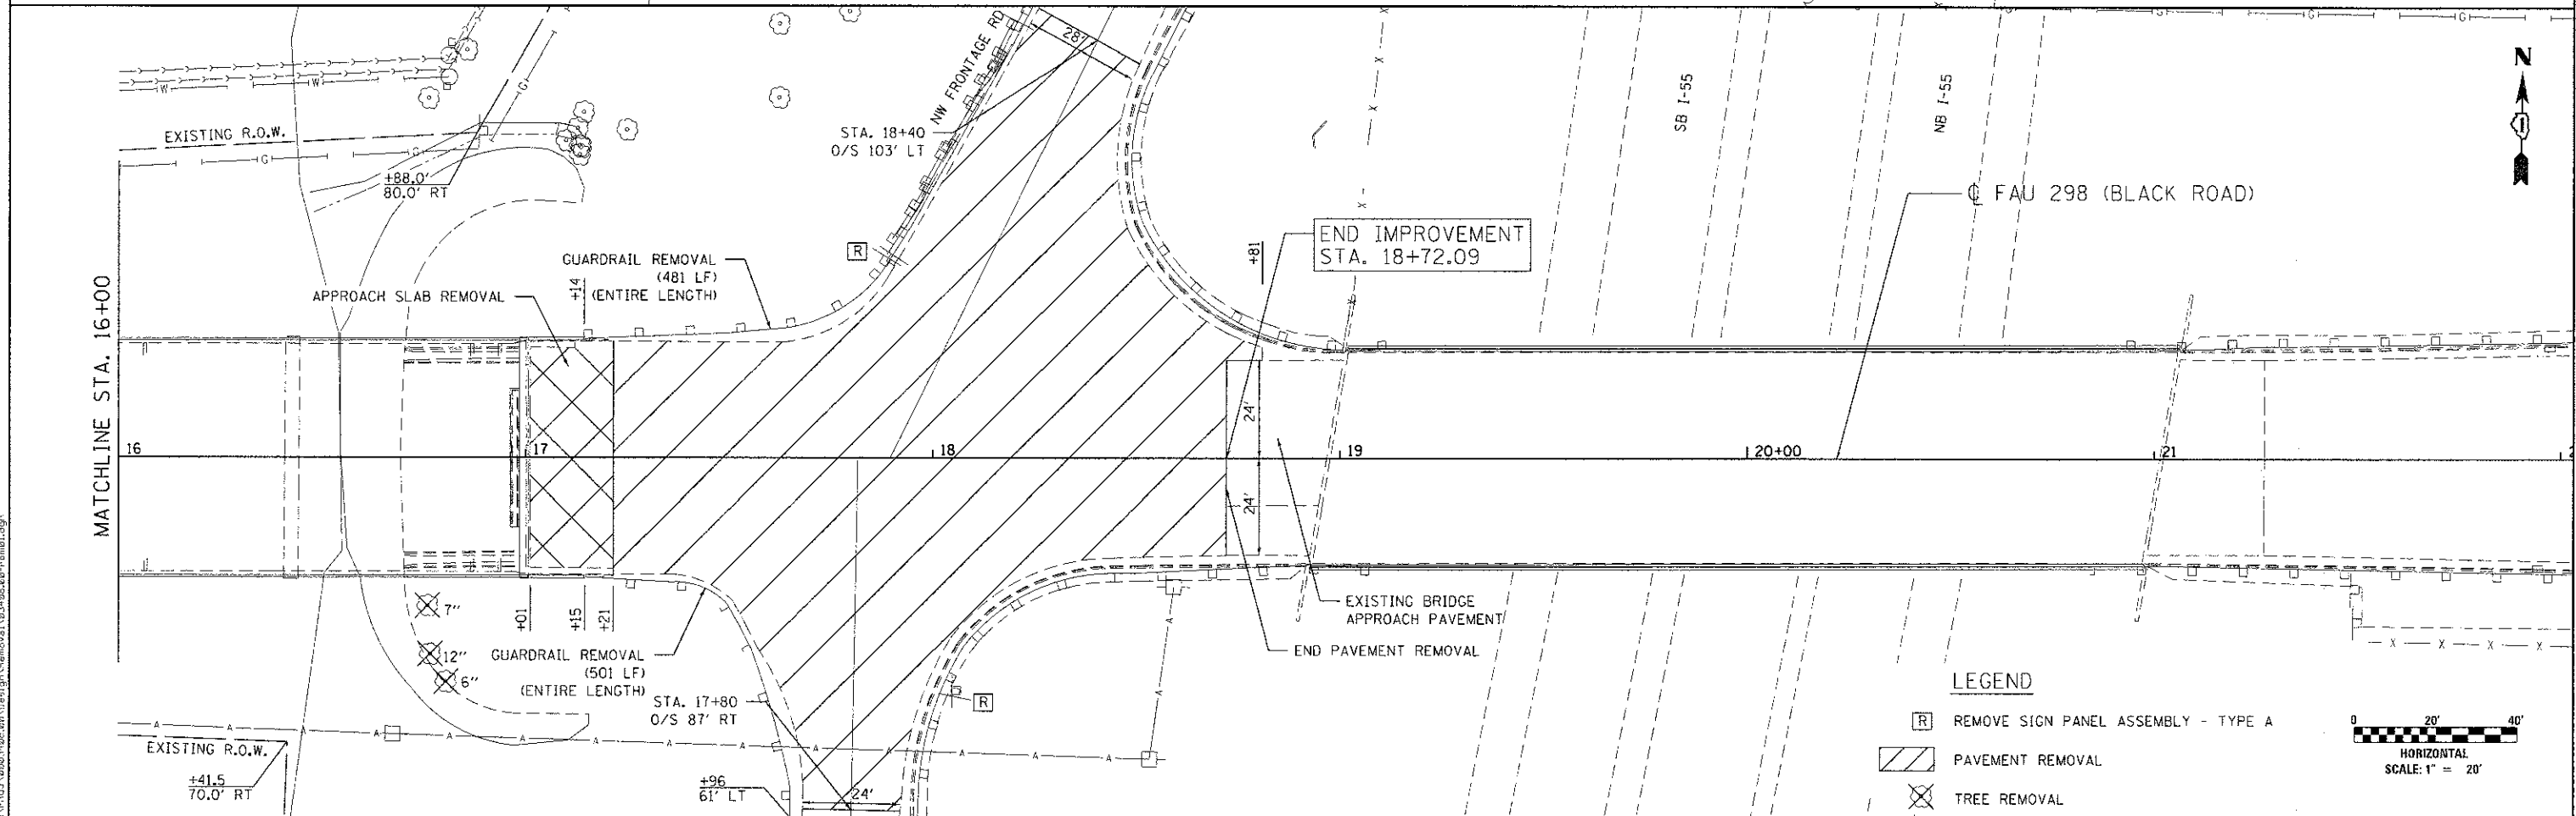 MATCHLINE STA. 16+00
EXISTING R.O.W.
+88.0'
80.0' RT
W
W
G
G
G
APPROACH SLAB REMOVAL
+14
GUARDRAIL REMOVAL
(481 LF)
(ENTIRE LENGTH)
R
NW FRONTAGE RD
28'
STA. 18+40
O/S 103' LT
END IMPROVEMENT
STA. 18+72.09
+81
SB I-55
NB I-55
℄ FAU 298 (BLACK ROAD)
N
16
17
18
19
20+00
21
24'
24'
+01
+15
+21
7"
12"
6"
GUARDRAIL REMOVAL
(501 LF)
(ENTIRE LENGTH)
STA. 17+80
O/S 87' RT
R
EXISTING BRIDGE
APPROACH PAVEMENT
END PAVEMENT REMOVAL
EXISTING R.O.W.
+41.5
70.0' RT
+96
61' LT
24'
LEGEND
R REMOVE SIGN PANEL ASSEMBLY - TYPE A
PAVEMENT REMOVAL
TREE REMOVAL
0 20' 40'
HORIZONTAL
SCALE: 1" = 20'